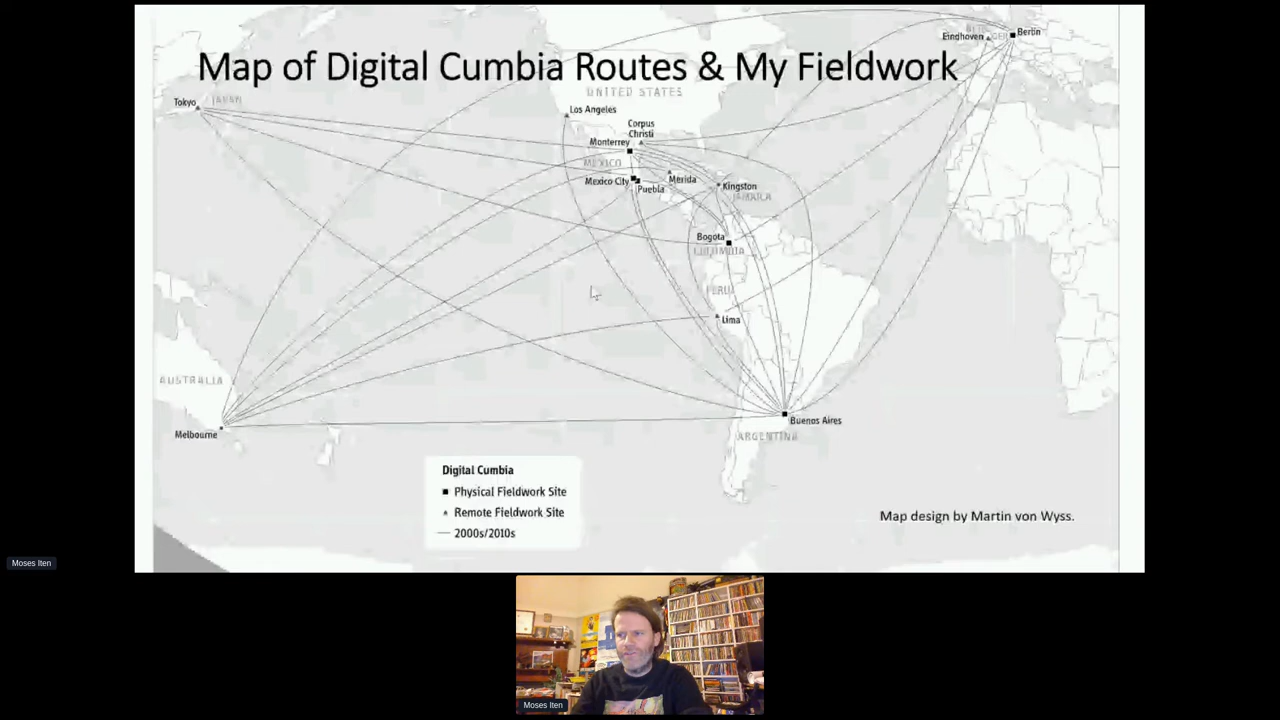 Map of Digital Cumbia Routes & My Fieldwork
Eindhoven
Berlin
UNITED STATES
Tokyo
JAPAN
Los Angeles
Corpus
Christi
Monterrey
MEXICO
Mexico City
Puebla
Merida
Kingston
JAMAICA
Bogota
COLOMBIA
PERU
Lima
AUSTRALIA
Melbourne
Buenos Aires
ARGENTINA
Digital Cumbia
Physical Fieldwork Site
Remote Fieldwork Site
2000s/2010s
Map design by Martin von Wyss.
Moses Iten
Moses Iten